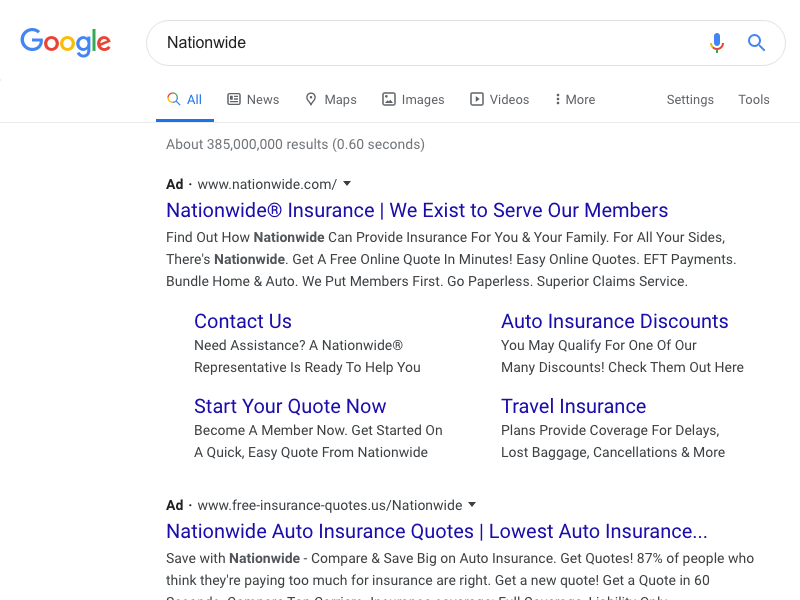 Google
Nationwide
All News Maps Images Videos More Settings Tools
About 385,000,000 results (0.60 seconds)
Ad · www.nationwide.com/
Nationwide® Insurance | We Exist to Serve Our Members
Find Out How Nationwide Can Provide Insurance For You & Your Family. For All Your Sides,
There's Nationwide. Get A Free Online Quote In Minutes! Easy Online Quotes. EFT Payments.
Bundle Home & Auto. We Put Members First. Go Paperless. Superior Claims Service.
Contact Us
Need Assistance? A Nationwide®
Representative Is Ready To Help You
Auto Insurance Discounts
You May Qualify For One Of Our
Many Discounts! Check Them Out Here
Start Your Quote Now
Become A Member Now. Get Started On
A Quick, Easy Quote From Nationwide
Travel Insurance
Plans Provide Coverage For Delays,
Lost Baggage, Cancellations & More
Ad · www.free-insurance-quotes.us/Nationwide
Nationwide Auto Insurance Quotes | Lowest Auto Insurance...
Save with Nationwide - Compare & Save Big on Auto Insurance. Get Quotes! 87% of people who
think they're paying too much for insurance are right. Get a new quote! Get a Quote in 60